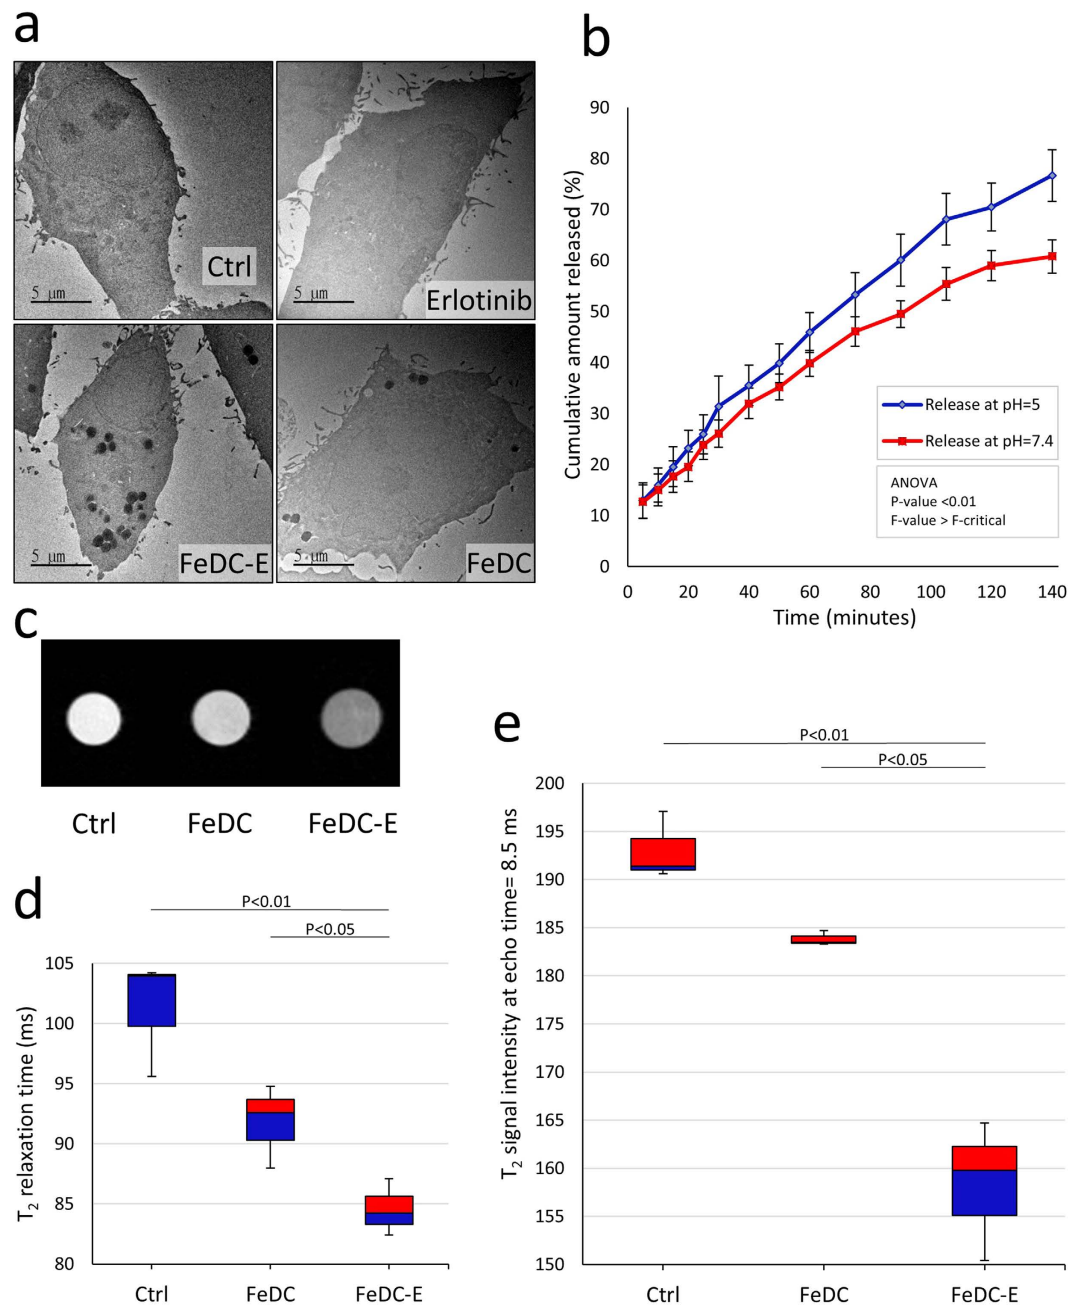 a
Ctrl
5 μm
Erlotinib
5 μm
FeDC-E
5 μm
FeDC
5 μm
b
Cumulative amount released (%)
90
80
70
60
50
40
30
20
10
0
0 20 40 60 80 100 120 140
Time (minutes)
Release at pH=5
Release at pH=7.4
ANOVA
P-value <0.01
F-value > F-critical
c
Ctrl FeDC FeDC-E
d
P<0.01
P<0.05
T2 relaxation time (ms)
105
100
95
90
85
80
Ctrl FeDC FeDC-E
e
P<0.01
P<0.05
T2 signal intensity at echo time= 8.5 ms
200
195
190
185
180
175
170
165
160
155
150
Ctrl FeDC FeDC-E